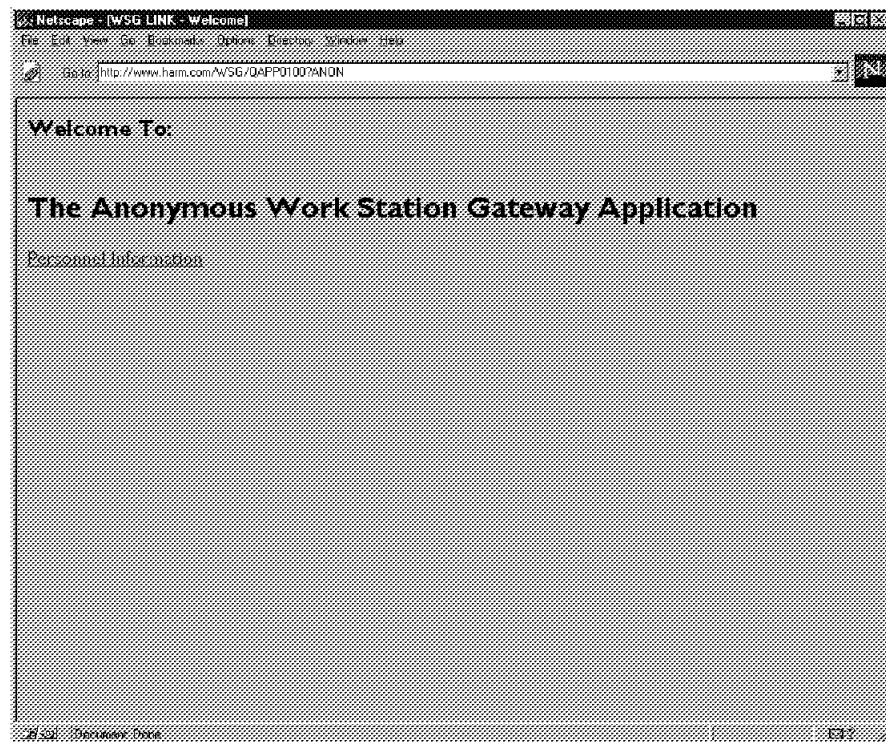 Netscape - [WSG LINK - Welcome]
File Edit View Go Bookmarks Options Directory Window Help
Go to: http://www.harm.com/WSG/QAPP0100?ANON
Welcome To:
The Anonymous Work Station Gateway Application
Personnel Information
Document: Done